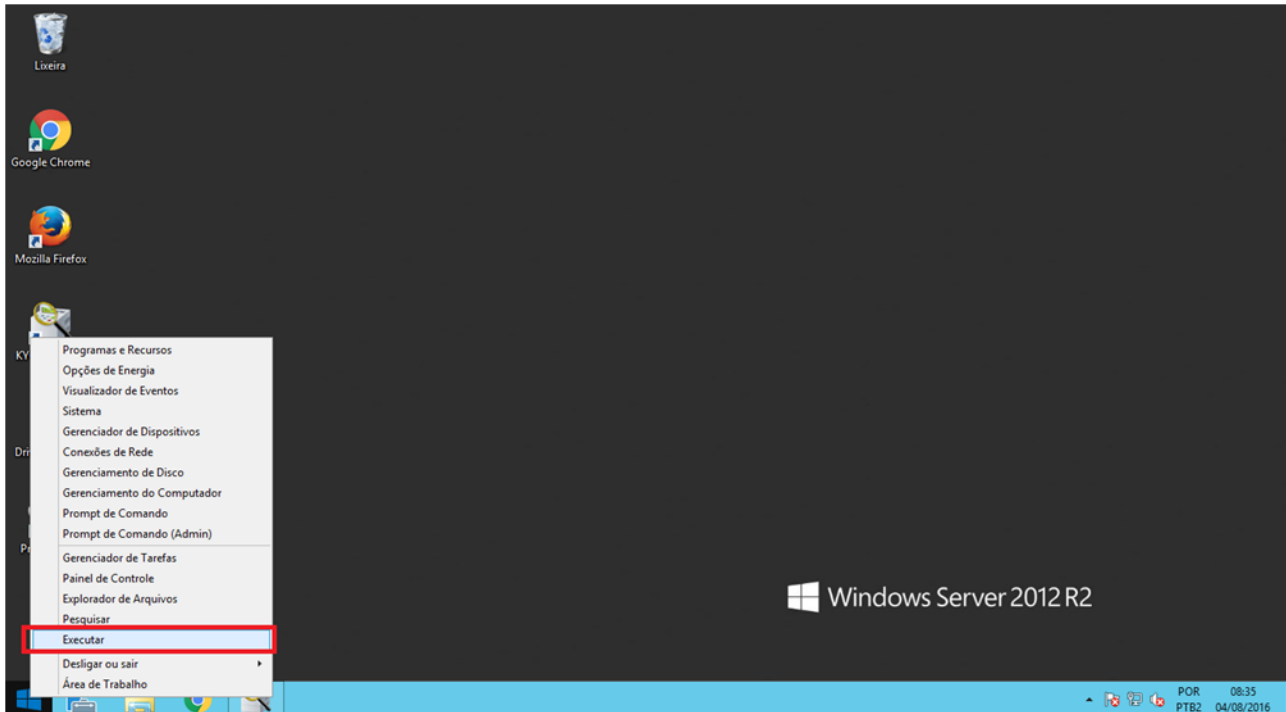 Lixeira
Google Chrome
Mozilla Firefox
KY
Programas e Recursos
Opções de Energia
Visualizador de Eventos
Sistema
Gerenciador de Dispositivos
Dri
Conexões de Rede
Gerenciamento de Disco
Gerenciamento do Computador
Prompt de Comando
Prompt de Comando (Admin)
Gerenciador de Tarefas
Painel de Controle
Explorador de Arquivos
Pesquisar
Executar
Desligar ou sair
Área de Trabalho
Windows Server 2012 R2
POR 08:35
PTB2 04/08/2016